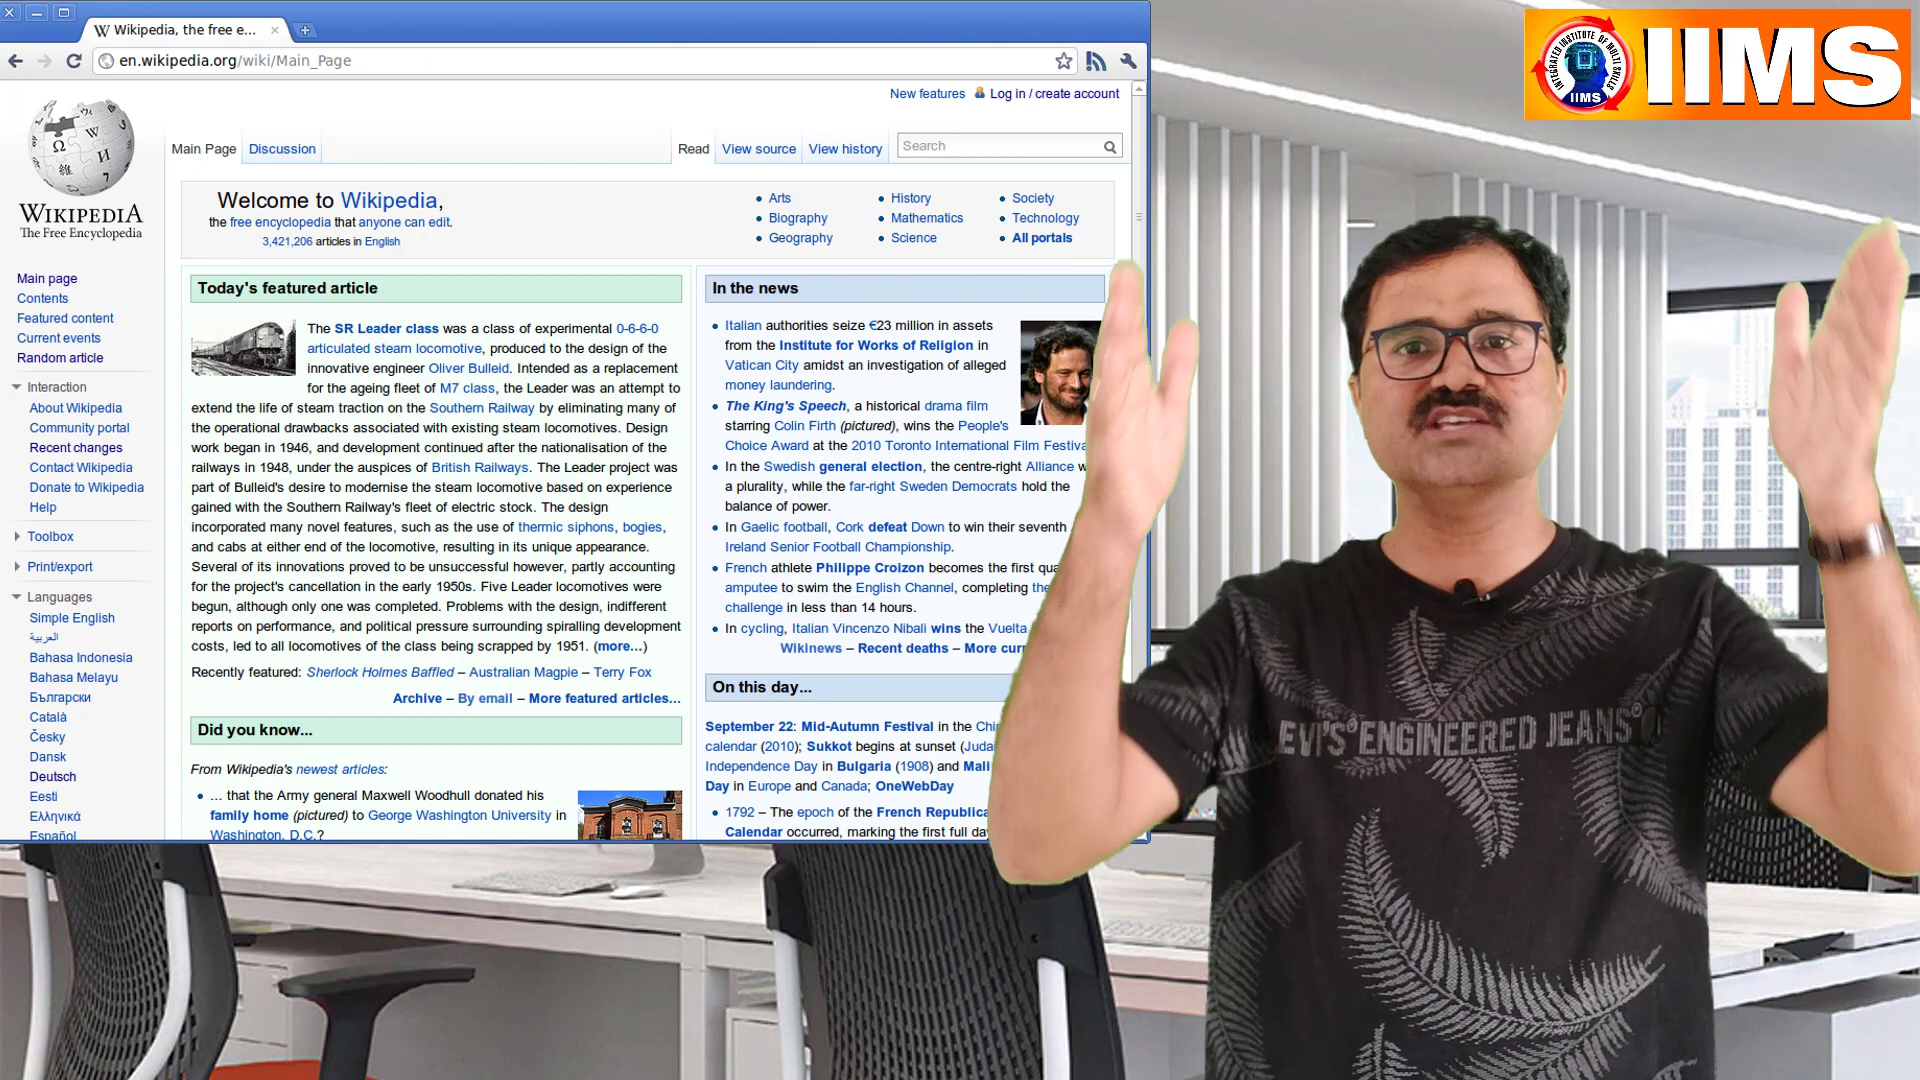 Wikipedia, the free e...
en.wikipedia.org/wiki/Main_Page
INTEGRATED INSTITUTE OF MULTI SKILLS
IIMS
IIMS
New features Log in / create account
Main Page Discussion Read View source View history Search
WIKIPEDIA
The Free Encyclopedia
Main page
Contents
Featured content
Current events
Random article
Interaction
About Wikipedia
Community portal
Recent changes
Contact Wikipedia
Donate to Wikipedia
Help
Toolbox
Print/export
Languages
Simple English
العربية
Bahasa Indonesia
Bahasa Melayu
Български
Català
Česky
Dansk
Deutsch
Eesti
Ελληνικά
Español
Welcome to Wikipedia,
the free encyclopedia that anyone can edit.
3,421,206 articles in English
Arts
Biography
Geography
History
Mathematics
Science
Society
Technology
All portals
Today's featured article
The SR Leader class was a class of experimental 0-6-6-0
articulated steam locomotive, produced to the design of the
innovative engineer Oliver Bulleid. Intended as a replacement
for the ageing fleet of M7 class, the Leader was an attempt to
extend the life of steam traction on the Southern Railway by eliminating many of
the operational drawbacks associated with existing steam locomotives. Design
work began in 1946, and development continued after the nationalisation of the
railways in 1948, under the auspices of British Railways. The Leader project was
part of Bulleid's desire to modernise the steam locomotive based on experience
gained with the Southern Railway's fleet of electric stock. The design
incorporated many novel features, such as the use of thermic siphons, bogies,
and cabs at either end of the locomotive, resulting in its unique appearance.
Several of its innovations proved to be unsuccessful however, partly accounting
for the project's cancellation in the early 1950s. Five Leader locomotives were
begun, although only one was completed. Problems with the design, indifferent
reports on performance, and political pressure surrounding spiralling development
costs, led to all locomotives of the class being scrapped by 1951. (more...)
Recently featured: Sherlock Holmes Baffled – Australian Magpie – Terry Fox
Archive – By email – More featured articles...
Did you know...
From Wikipedia's newest articles:
... that the Army general Maxwell Woodhull donated his
family home (pictured) to George Washington University in
Washington, D.C.?
In the news
Italian authorities seize €23 million in assets
from the Institute for Works of Religion in
Vatican City amidst an investigation of alleged
money laundering.
The King's Speech, a historical drama film
starring Colin Firth (pictured), wins the People's
Choice Award at the 2010 Toronto International Film Festiva
In the Swedish general election, the centre-right Alliance w
a plurality, while the far-right Sweden Democrats hold the
balance of power.
In Gaelic football, Cork defeat Down to win their seventh
Ireland Senior Football Championship.
French athlete Philippe Croizon becomes the first qua
amputee to swim the English Channel, completing the
challenge in less than 14 hours.
In cycling, Italian Vincenzo Nibali wins the Vuelta
Wikinews – Recent deaths – More curr
On this day...
September 22: Mid-Autumn Festival in the Chi
calendar (2010); Sukkot begins at sunset (Juda
Independence Day in Bulgaria (1908) and Mali
Day in Europe and Canada; OneWebDay
1792 – The epoch of the French Republica
Calendar occurred, marking the first full day
EVI'S® ENGINEERED JEANS®